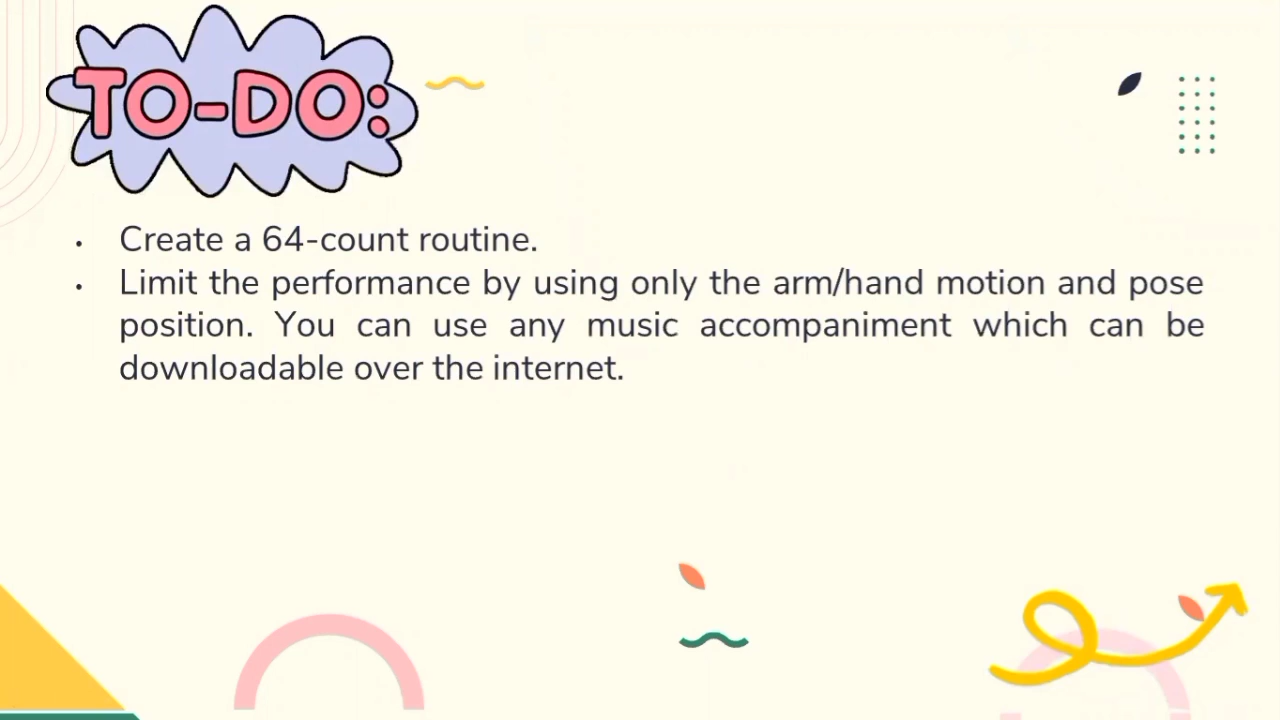 TO-DO:
• Create a 64-count routine.
• Limit the performance by using only the arm/hand motion and pose
position. You can use any music accompaniment which can be
downloadable over the internet.